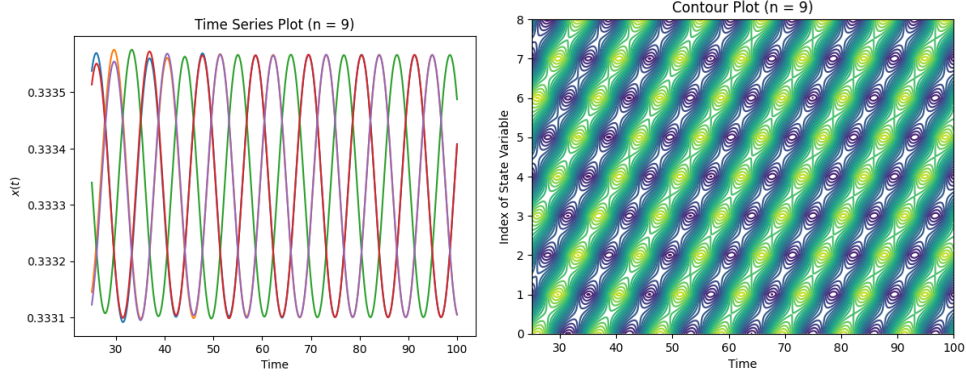 Time Series Plot (n = 9)
x(t)
0.3335
0.3334
0.3333
0.3332
0.3331
30 40 50 60 70 80 90 100
Time
Contour Plot (n = 9)
Index of State Variable
8
7
6
5
4
3
2
1
0
30 40 50 60 70 80 90 100
Time